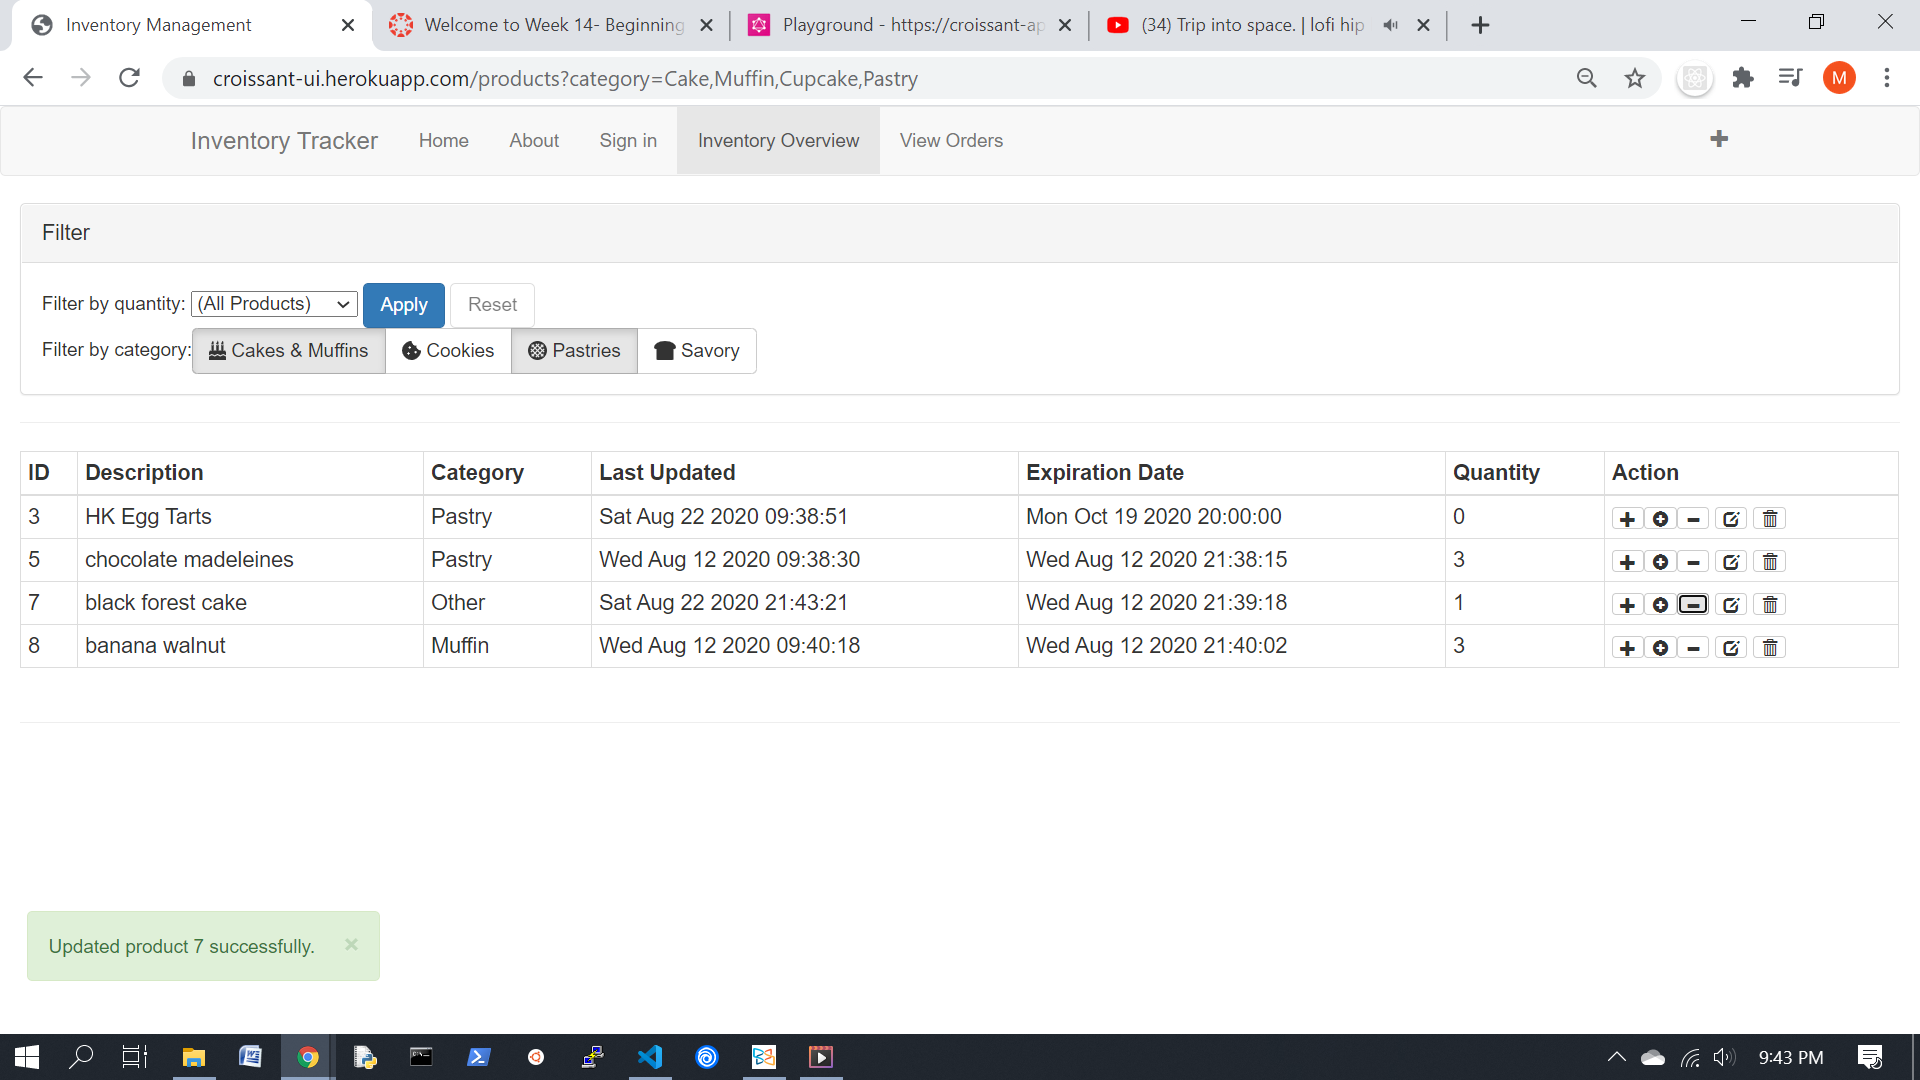 Inventory Management
Welcome to Week 14- Beginning
Playground - https://croissant-ap
(34) Trip into space. | lofi hip
croissant-ui.herokuapp.com/products?category=Cake,Muffin,Cupcake,Pastry
M
Inventory Tracker Home About Sign in Inventory Overview View Orders
Filter
Filter by quantity: (All Products) Apply Reset
Filter by category: Cakes & Muffins Cookies Pastries Savory
ID Description Category Last Updated Expiration Date Quantity Action
3 HK Egg Tarts Pastry Sat Aug 22 2020 09:38:51 Mon Oct 19 2020 20:00:00 0
5 chocolate madeleines Pastry Wed Aug 12 2020 09:38:30 Wed Aug 12 2020 21:38:15 3
7 black forest cake Other Sat Aug 22 2020 21:43:21 Wed Aug 12 2020 21:39:18 1
8 banana walnut Muffin Wed Aug 12 2020 09:40:18 Wed Aug 12 2020 21:40:02 3
Updated product 7 successfully.
9:43 PM